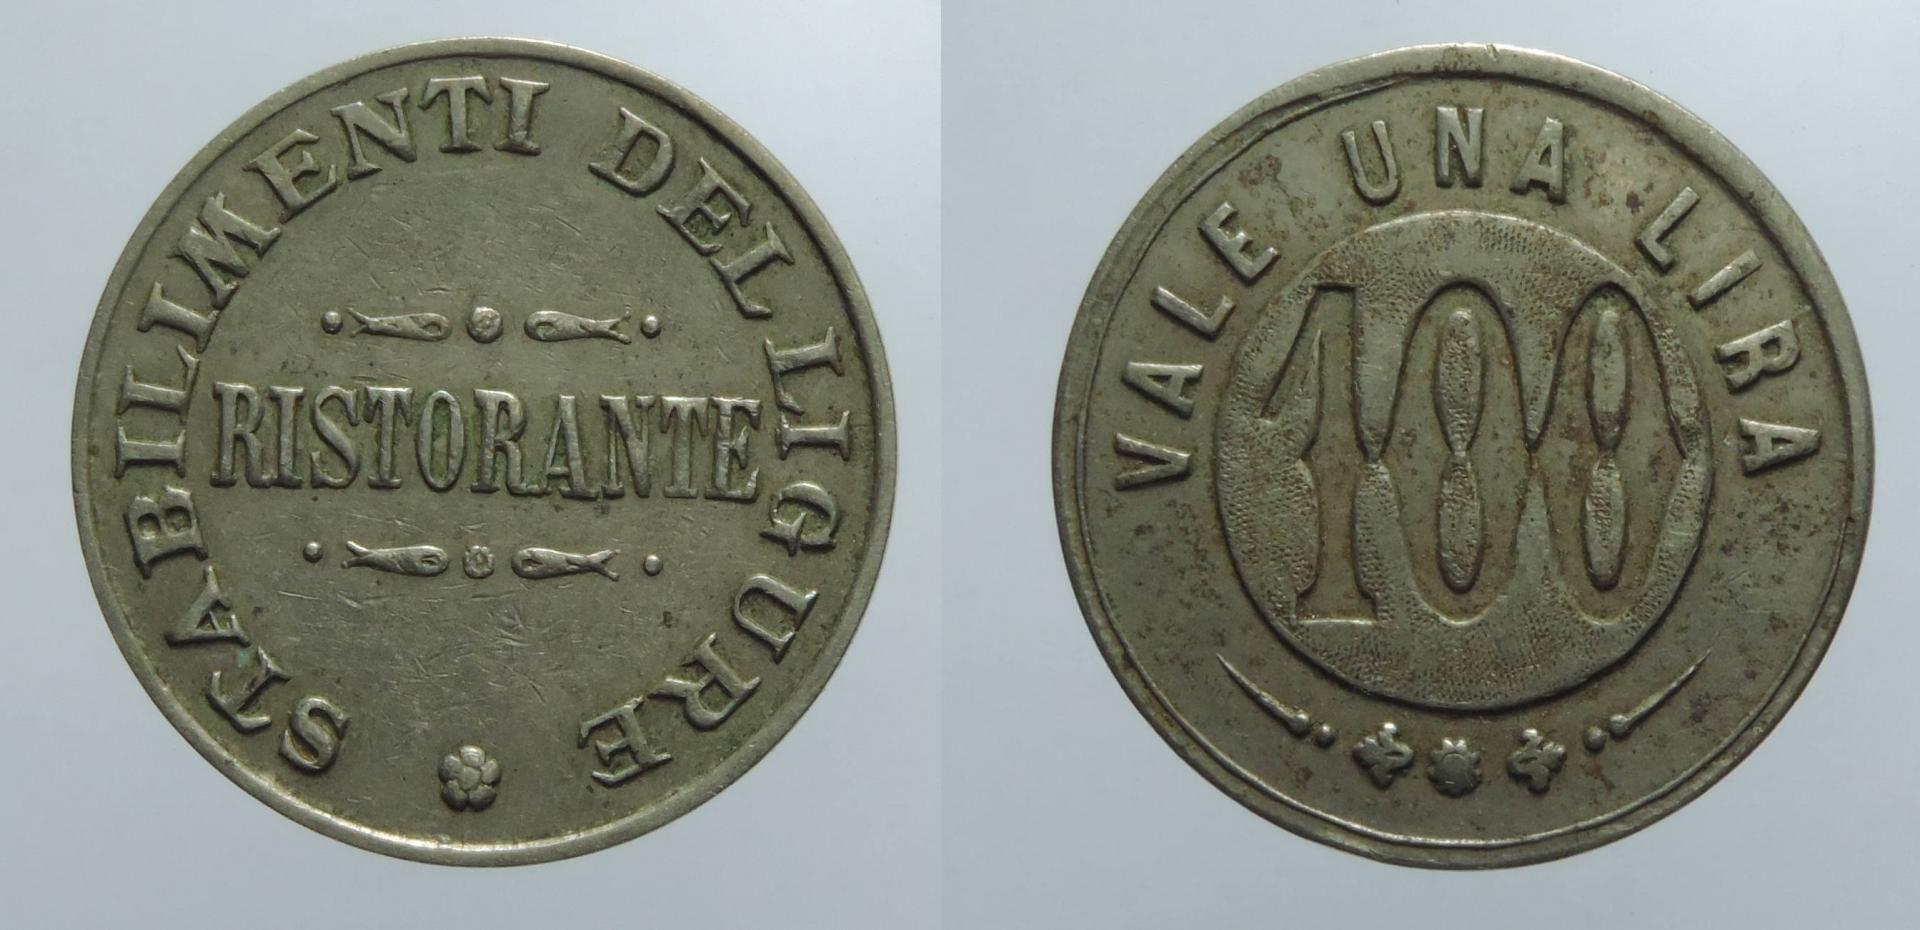 STABILIMENTI DEL LIGURE
RISTORANTE
VALE UNA LIRA
100